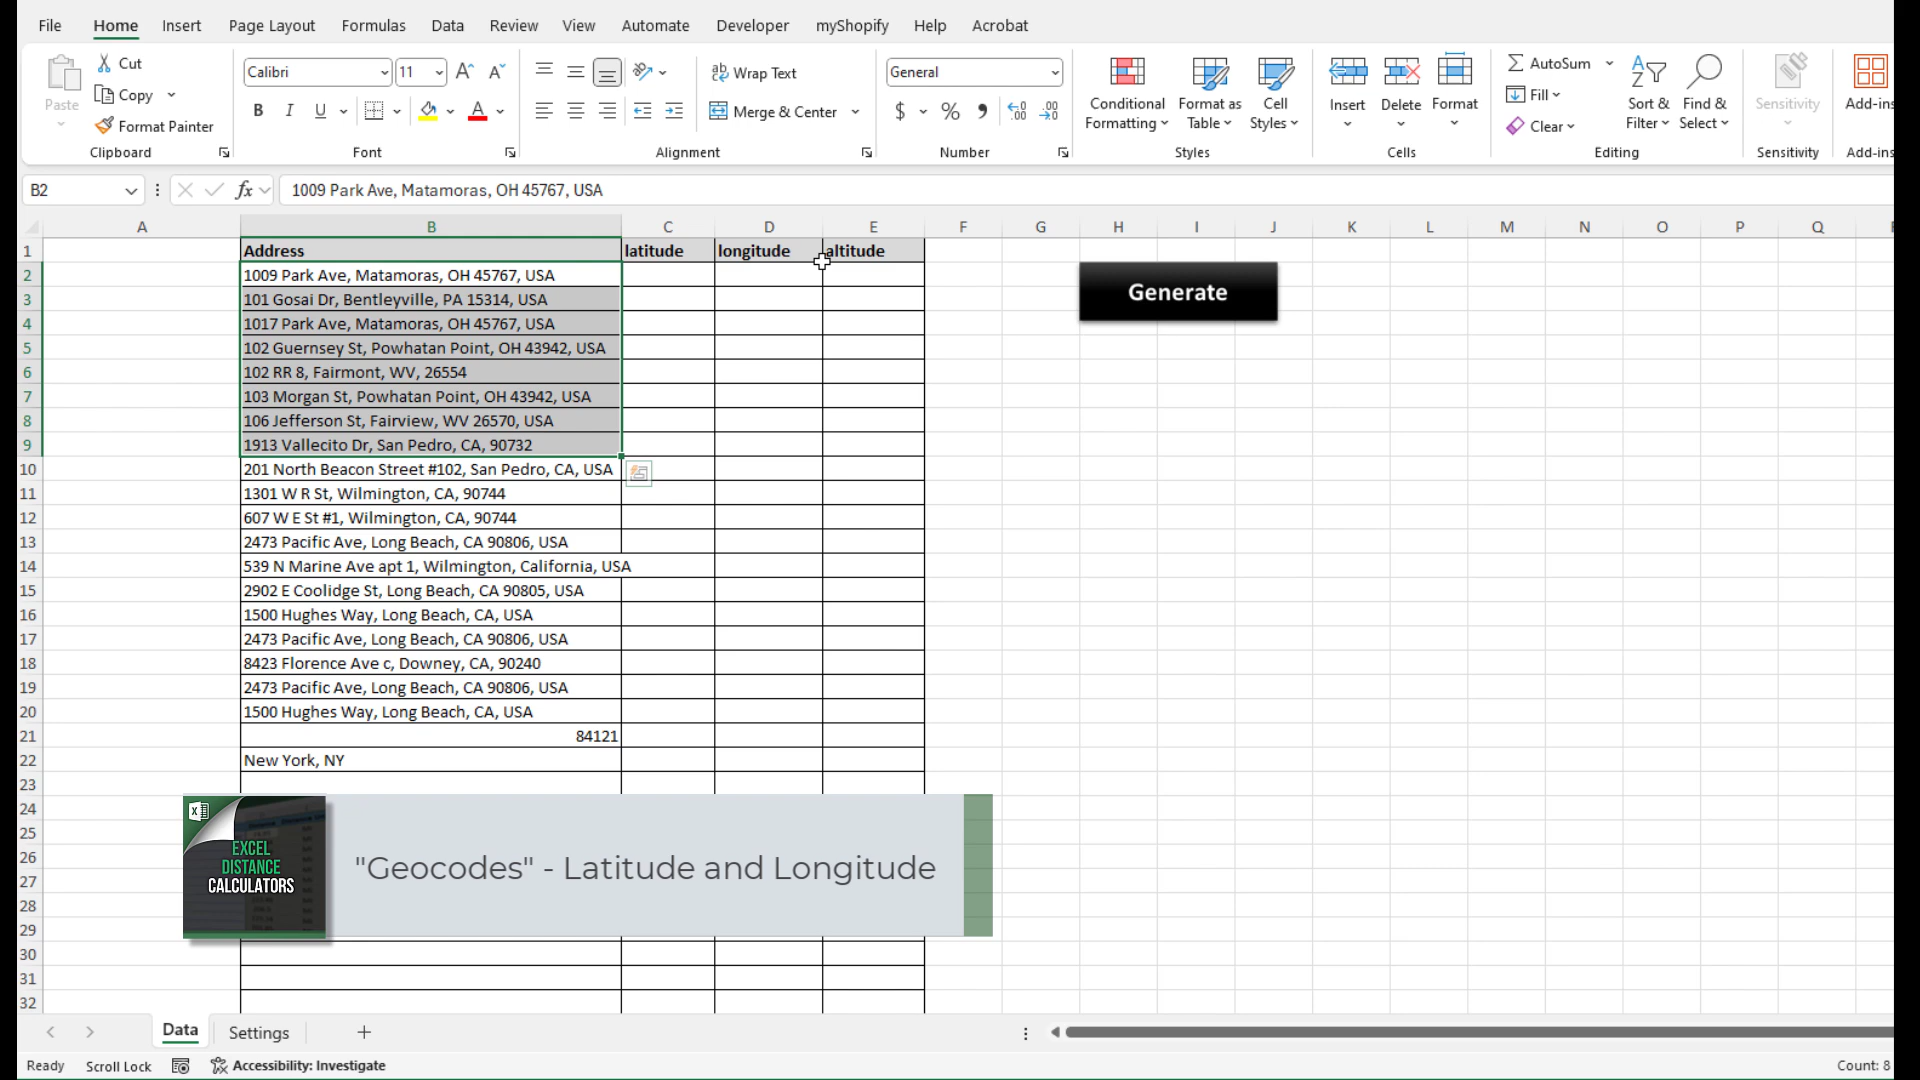 File Home Insert Page Layout Formulas Data Review View Automate Developer myShopify Help Acrobat
Paste
Cut
Copy
Format Painter
Clipboard
Calibri 11 A A
B I U A
Font
ab Wrap Text
Merge & Center
Alignment
General
$ %
Number
Conditional Formatting
Format as Table
Cell Styles
Styles
Insert Delete Format
Cells
AutoSum
Fill
Clear
Sort & Filter
Find & Select
Editing
Sensitivity
Sensitivity
Add-ins
Add-ins
B2 fx 1009 Park Ave, Matamoras, OH 45767, USA
A B C D E F G H I J K L M N O P Q
1 Address latitude longitude altitude
2 1009 Park Ave, Matamoras, OH 45767, USA
Generate
3 101 Gosai Dr, Bentleyville, PA 15314, USA
4 1017 Park Ave, Matamoras, OH 45767, USA
5 102 Guernsey St, Powhatan Point, OH 43942, USA
6 102 RR 8, Fairmont, WV, 26554
7 103 Morgan St, Powhatan Point, OH 43942, USA
8 106 Jefferson St, Fairview, WV 26570, USA
9 1913 Vallecito Dr, San Pedro, CA, 90732
10 201 North Beacon Street #102, San Pedro, CA, USA
11 1301 W R St, Wilmington, CA, 90744
12 607 W E St #1, Wilmington, CA, 90744
13 2473 Pacific Ave, Long Beach, CA 90806, USA
14 539 N Marine Ave apt 1, Wilmington, California, USA
15 2902 E Coolidge St, Long Beach, CA 90805, USA
16 1500 Hughes Way, Long Beach, CA, USA
17 2473 Pacific Ave, Long Beach, CA 90806, USA
18 8423 Florence Ave c, Downey, CA, 90240
19 2473 Pacific Ave, Long Beach, CA 90806, USA
20 1500 Hughes Way, Long Beach, CA, USA
21 84121
22 New York, NY
23
24
25
26
27
28
29
30
31
32
X
EXCEL
DISTANCE
CALCULATORS
"Geocodes" - Latitude and Longitude
Data Settings
Ready Scroll Lock Accessibility: Investigate Count: 8